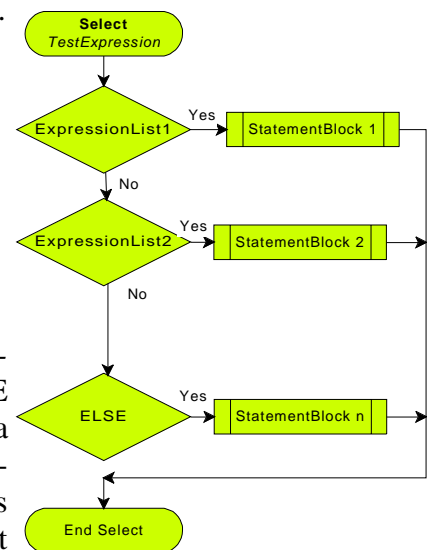 Select
TestExpression
ExpressionList1
Yes
StatementBlock 1
No
ExpressionList2
Yes
StatementBlock 2
No
ELSE
Yes
StatementBlock n
End Select